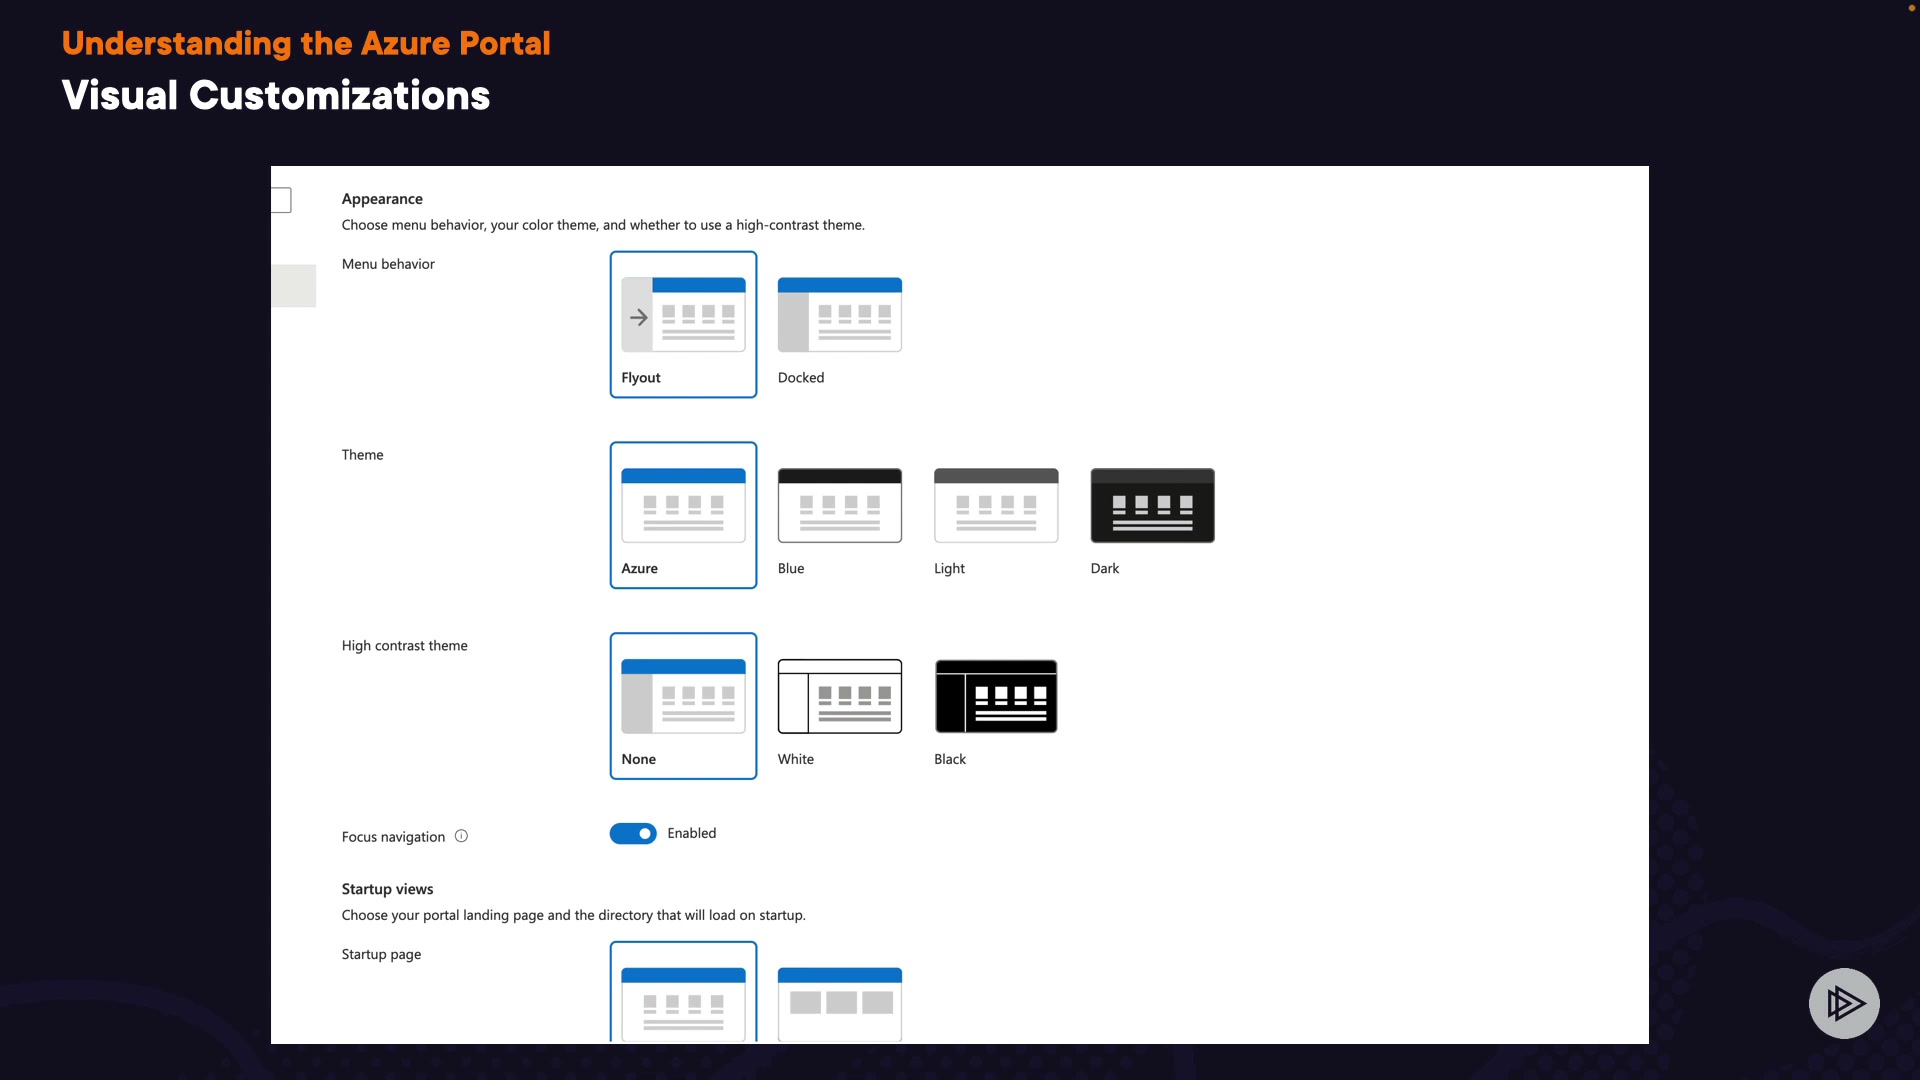 Understanding the Azure Portal
Visual Customizations
Appearance
Choose menu behavior, your color theme, and whether to use a high-contrast theme.
Menu behavior
Flyout
Docked
Theme
Azure
Blue
Light
Dark
High contrast theme
None
White
Black
Focus navigation
Enabled
Startup views
Choose your portal landing page and the directory that will load on startup.
Startup page